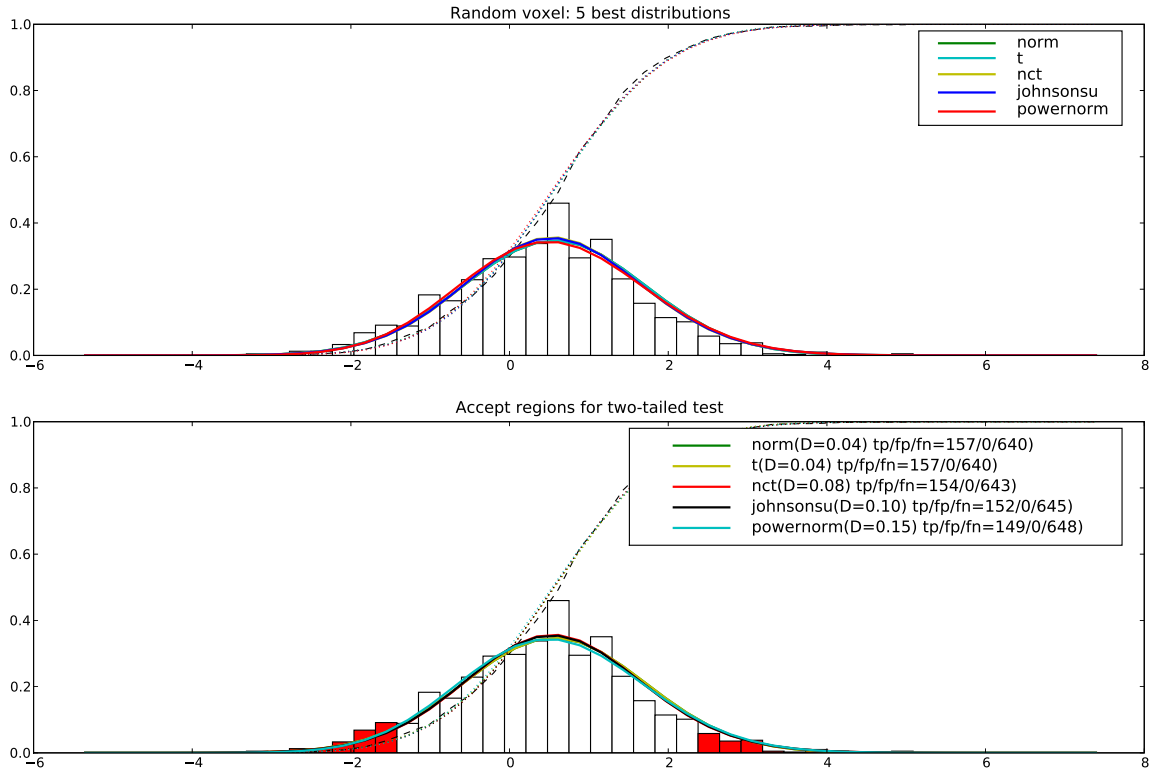 Random voxel: 5 best distributions
1.0
0.8
0.6
0.4
0.2
0.0
−6 −4 −2 0 2 4 6 8
norm
t
nct
johnsonsu
powernorm
Accept regions for two-tailed test
1.0
0.8
0.6
0.4
0.2
0.0
−6 −4 −2 0 2 4 6 8
norm(D=0.04) tp/fp/fn=157/0/640)
t(D=0.04) tp/fp/fn=157/0/640)
nct(D=0.08) tp/fp/fn=154/0/643)
johnsonsu(D=0.10) tp/fp/fn=152/0/645)
powernorm(D=0.15) tp/fp/fn=149/0/648)